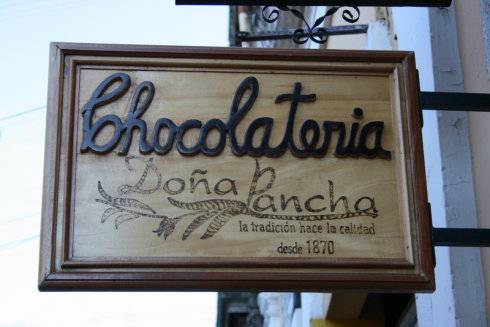 Chocolateria
Doña Pancha
la tradición hace la calidad
desde 1870